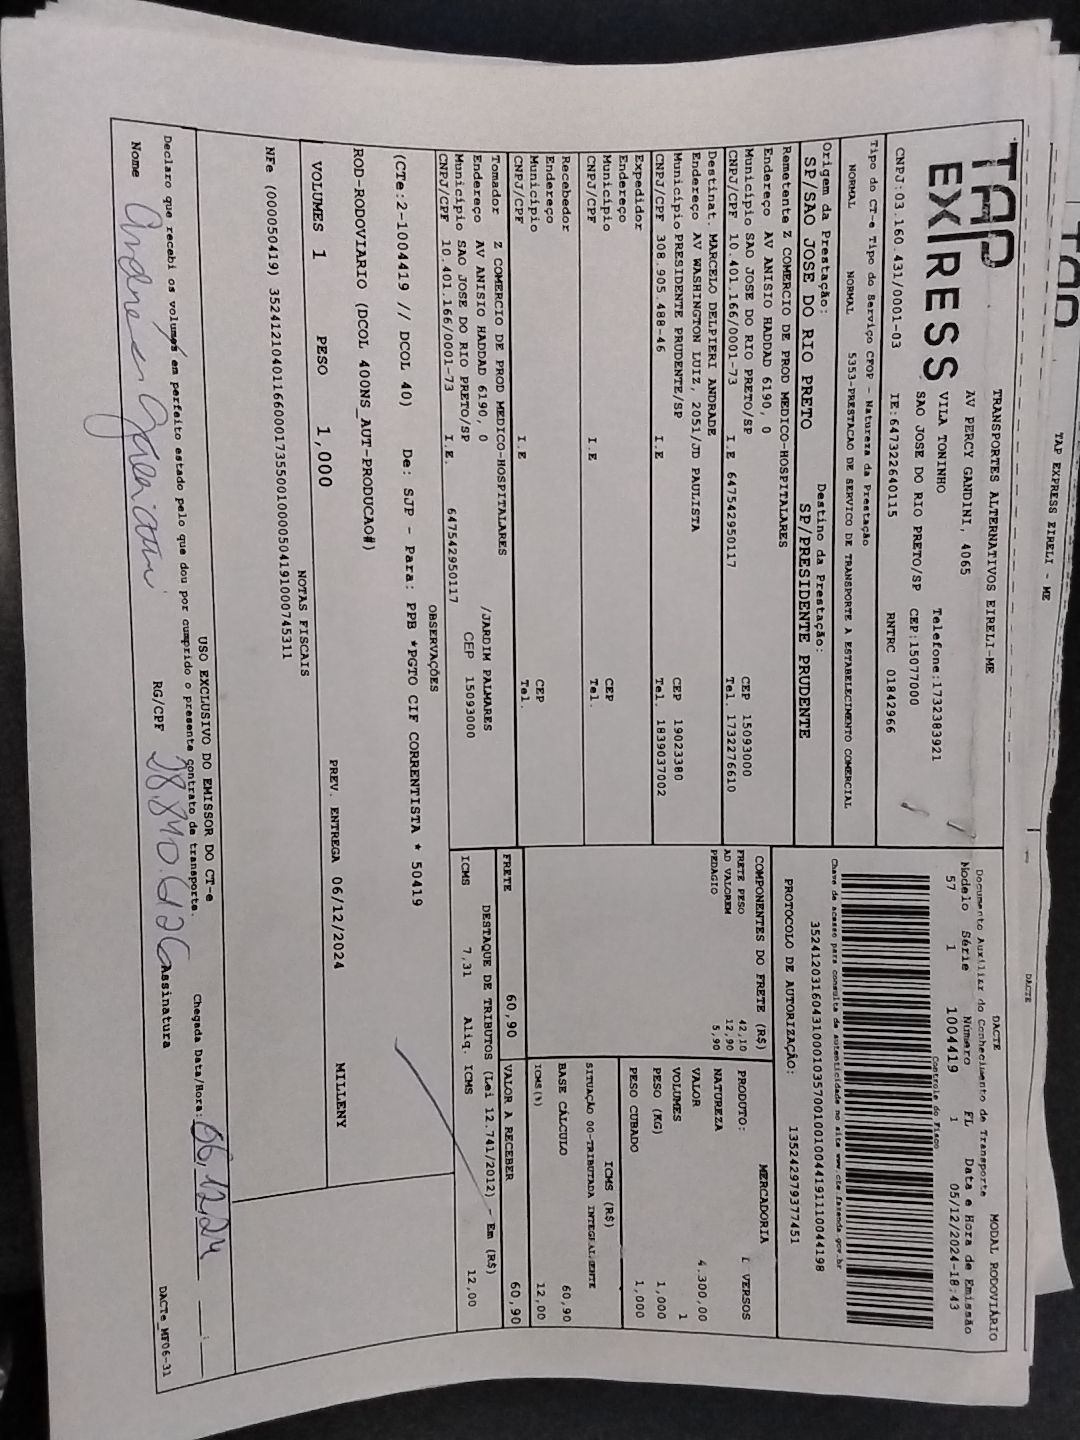 TAP EXPRESS EIRELI - ME
DACTE
TAP
EXPRESS
TRANSPORTES ALTERNATIVOS EIRELI-ME
AV PERCY GANDINI, 4065
VILA TONINHO
SAO JOSE DO RIO PRETO/SP CEP:15077000
Telefone:1732383921
CNPJ:03.160.431/0001-03 IE:647322640115 RNTRC 01842966
Tipo do CT-e Tipo do Serviço CFOP - Natureza da Prestação
NORMAL NORMAL 5353-PRESTACAO DE SERVICO DE TRANSPORTE A ESTABELECIMENTO COMERCIAL
Origem da Prestação: Destino da Prestação:
SP/SAO JOSE DO RIO PRETO SP/PRESIDENTE PRUDENTE
Remetente Z COMERCIO DE PROD MEDICO-HOSPITALARES
Endereço AV ANISIO HADDAD 6190, 0
Município SAO JOSE DO RIO PRETO/SP CEP 15093000
CNPJ/CPF 10.401.166/0001-73 I.E 647542950117 Tel. 1732276610
Destinat. MARCELO DELPIERI ANDRADE
Endereço AV WASHINGTON LUIZ, 2051/JD PAULISTA
Município PRESIDENTE PRUDENTE/SP CEP 19023380
CNPJ/CPF 308.905.488-46 I.E Tel. 1839037002
Expedidor
Endereço
Município CEP
CNPJ/CPF I.E Tel.
Recebedor
Endereço
Município CEP
CNPJ/CPF I.E Tel.
Tomador Z COMERCIO DE PROD MEDICO-HOSPITALARES
Endereço AV ANISIO HADDAD 6190, 0 /JARDIM PALMARES
Município SAO JOSE DO RIO PRETO/SP CEP 15093000
CNPJ/CPF 10.401.166/0001-73 I.E. 647542950117
DACTE MODAL RODOVIÁRIO
Documento Auxiliar do Conhecimento de Transporte
Modelo Série Número FL Data e Hora de Emissão
57 1 1004419 1 05/12/2024-18:43
Controle do Fisco
Chave de acesso para consulta de autenticidade no site www.cte.fazenda.gov.br
35241203160431000103570010010044191110044198
PROTOCOLO DE AUTORIZAÇÃO: 135242979377451
COMPONENTES DO FRETE (R$)
FRETE PESO 42,10
AD VALOREM 12,90
PEDAGIO 5,90
MERCADORIA
PRODUTO: VERSOS
NATUREZA
VALOR 4.300,00
VOLUMES 1
PESO (KG) 1,000
PESO CUBADO 1,000
ICMS (R$)
SITUAÇÃO 00-TRIBUTADA INTEGRALMENTE
BASE CÁLCULO 60,90
ICMS(%) 12,00
FRETE 60,90 VALOR A RECEBER 60,90
DESTAQUE DE TRIBUTOS (Lei 12.741/2012) - Em (R$)
ICMS 7,31 Aliq. ICMS 12,00
OBSERVAÇÕES
(CTe:2-1004419 // DCOL 40) De: SJP - Para: PPB *PGTO CIF CORRENTISTA * 50419
ROD-RODOVIARIO (DCOL 400NS_AUT-PRODUCAO#)
VOLUMES 1 PESO 1,000 PREV. ENTREGA 06/12/2024 MILLENY
NOTAS FISCAIS
NFe (000050419) 35241210401166000173550010000504191000745311
USO EXCLUSIVO DO EMISSOR DO CT-e
Declaro que recebi os volumes em perfeito estado pelo que dou por cumprido o presente contrato de transporte. Chegada Data/Hora: 06,12,24
Nome RG/CPF 28.840.626 Assinatura
DACTe_MF06-31